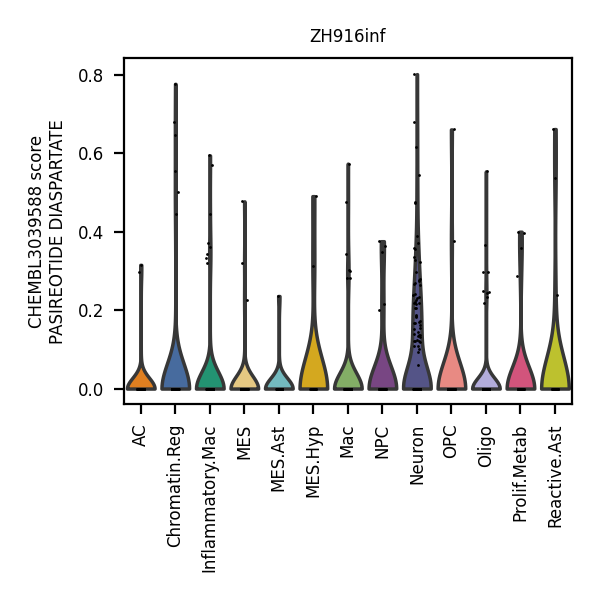 ZH916inf
CHEMBL3039588 score
PASIREOTIDE DIASPARTATE
0.8
0.6
0.4
0.2
0.0
AC
Chromatin.Reg
Inflammatory.Mac
MES
MES.Ast
MES.Hyp
Mac
NPC
Neuron
OPC
Oligo
Prolif.Metab
Reactive.Ast